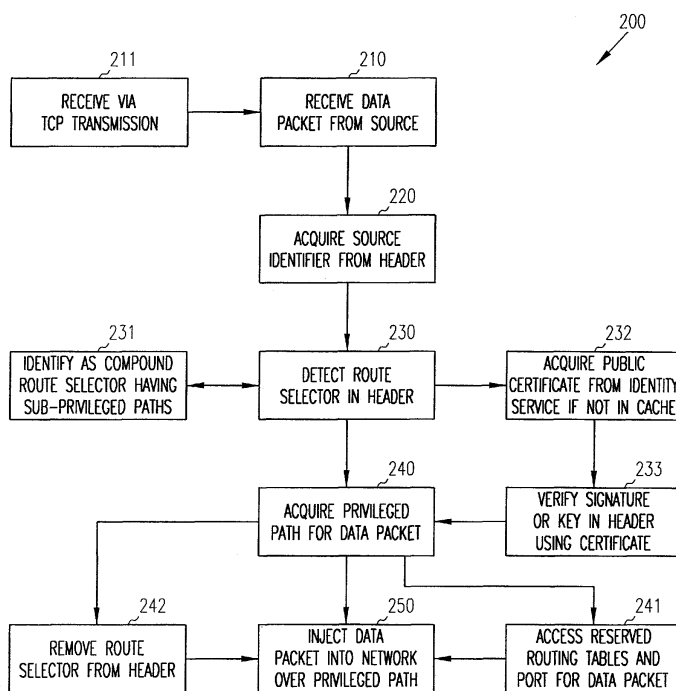 200
211
210
RECEIVE VIA
TCP TRANSMISSION
RECEIVE DATA
PACKET FROM SOURCE
220
ACQUIRE SOURCE
IDENTIFIER FROM HEADER
231
230
232
IDENTIFY AS COMPOUND
ROUTE SELECTOR HAVING
SUB-PRIVILEGED PATHS
DETECT ROUTE
SELECTOR IN HEADER
ACQUIRE PUBLIC
CERTIFICATE FROM IDENTITY
SERVICE IF NOT IN CACHE
240
233
ACQUIRE PRIVILEGED
PATH FOR DATA PACKET
VERIFY SIGNATURE
OR KEY IN HEADER
USING CERTIFICATE
242
250
241
REMOVE ROUTE
SELECTOR FROM HEADER
INJECT DATA
PACKET INTO NETWORK
OVER PRIVILEGED PATH
ACCESS RESERVED
ROUTING TABLES AND
PORT FOR DATA PACKET